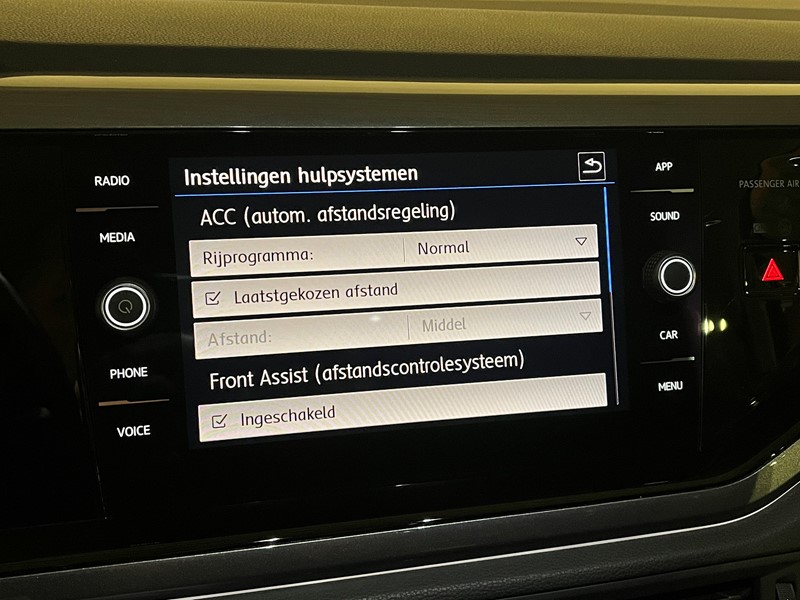 RADIO
MEDIA
PHONE
VOICE
Instellingen hulpsystemen
ACC (autom. afstandsregeling)
Rijprogramma: Normal
Laatstgekozen afstand
Afstand: Middel
Front Assist (afstandscontrolesysteem)
Ingeschakeld
APP
SOUND
CAR
MENU
PASSENGER AIR